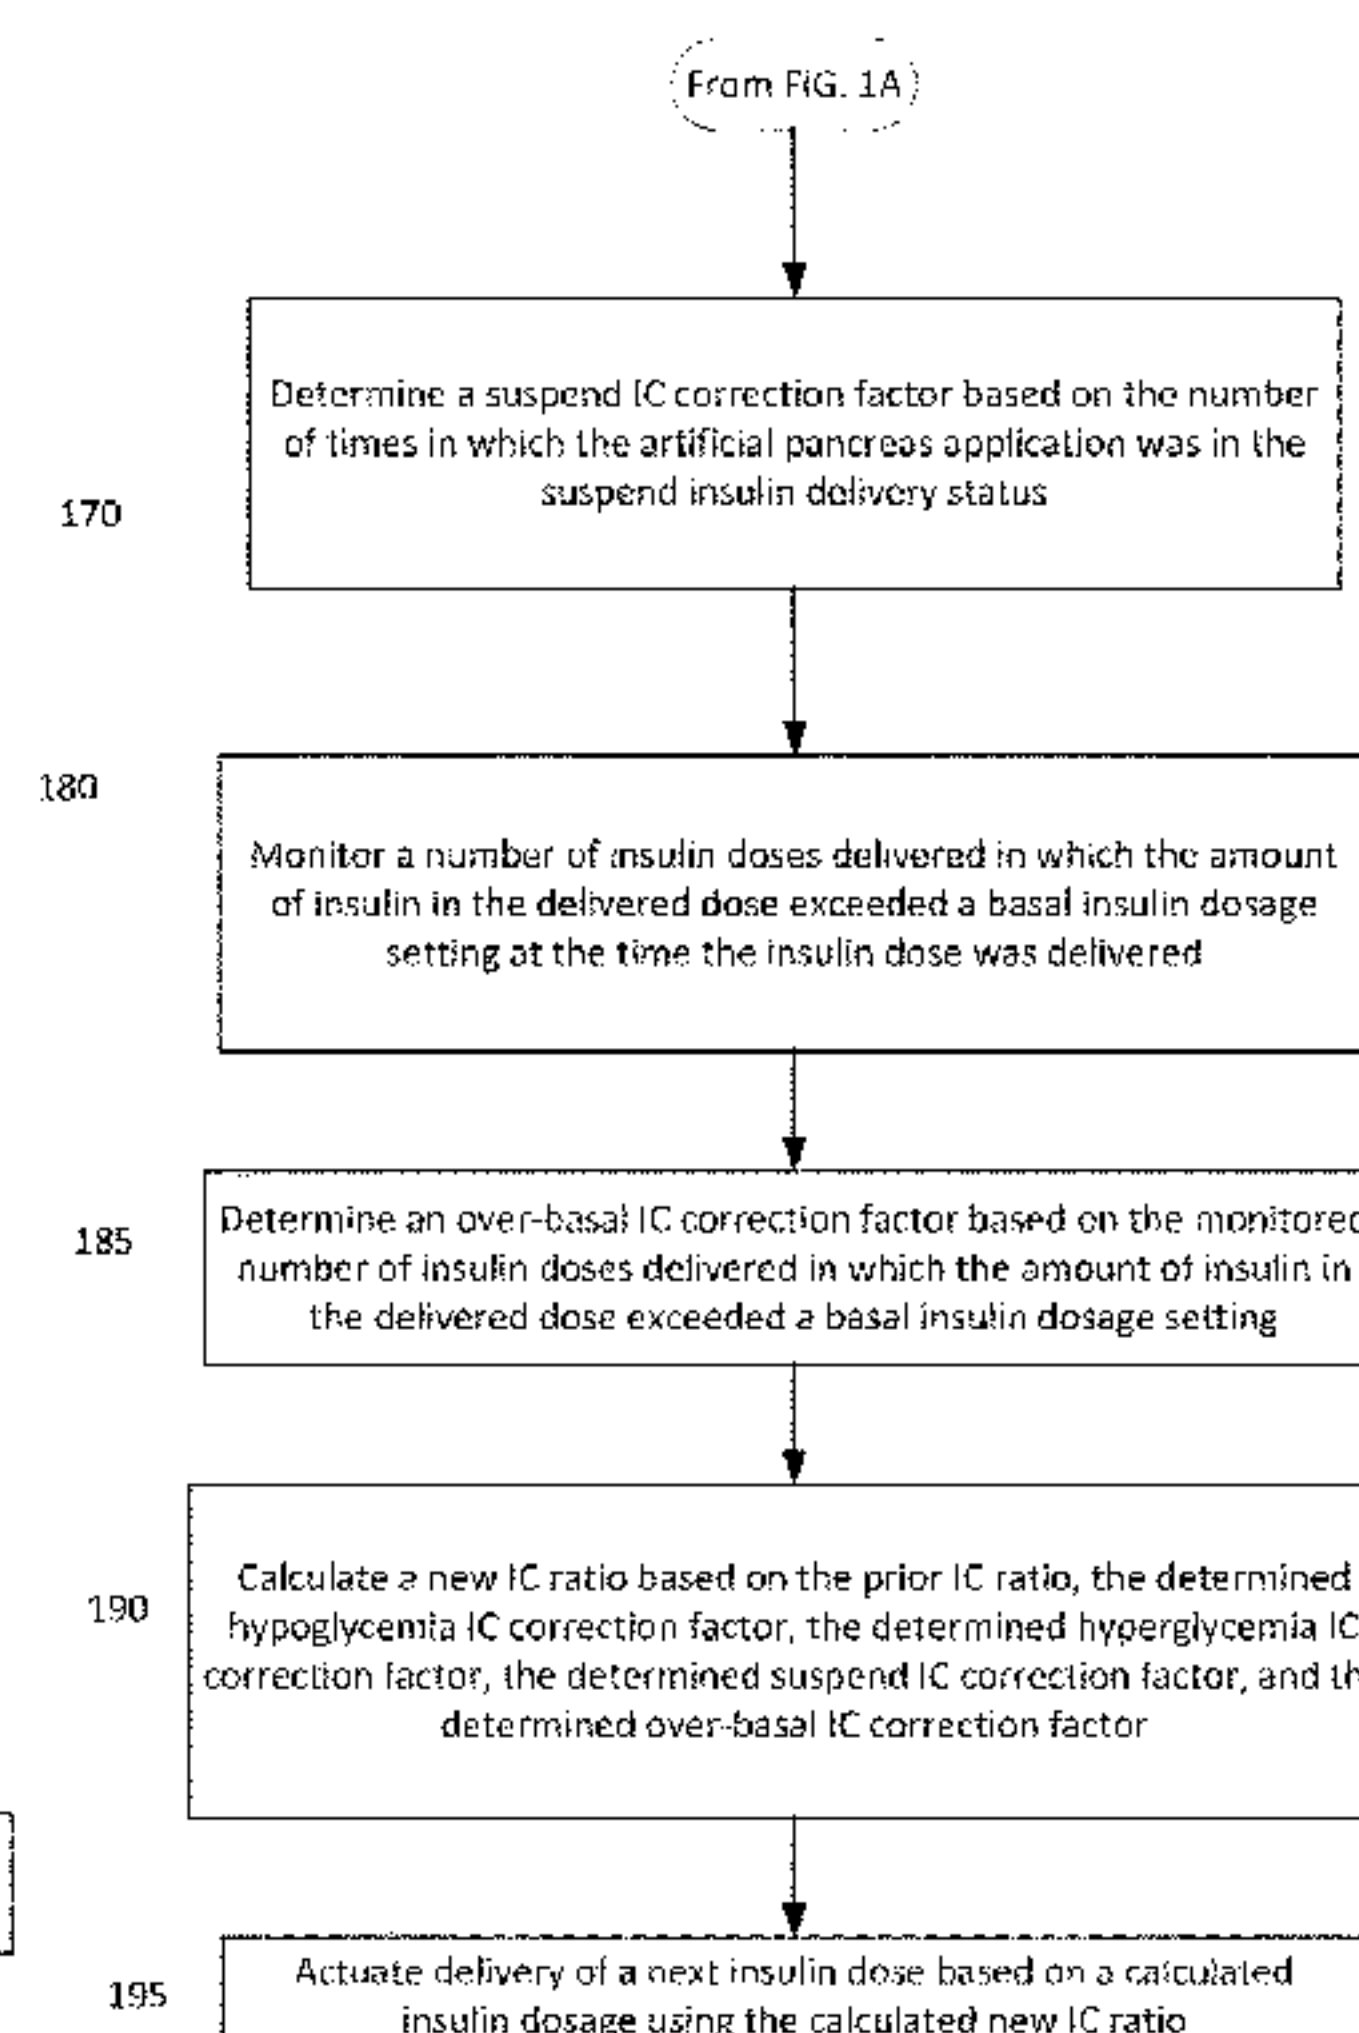 From FIG. 1A
Determine a suspend IC correction factor based on the number
of times in which the artificial pancreas application was in the
suspend insulin delivery status
170
180
Monitor a number of insulin doses delivered in which the amount
of insulin in the delivered dose exceeded a basal insulin dosage
setting at the time the insulin dose was delivered
185
Determine an over-basal IC correction factor based on the monitored
number of insulin doses delivered in which the amount of insulin in
the delivered dose exceeded a basal insulin dosage setting
190
Calculate a new IC ratio based on the prior IC ratio, the determined
hypoglycemia IC correction factor, the determined hyperglycemia IC
correction factor, the determined suspend IC correction factor, and th
determined over-basal IC correction factor
195
Actuate delivery of a next insulin dose based on a calculated
insulin dosage using the calculated new IC ratio